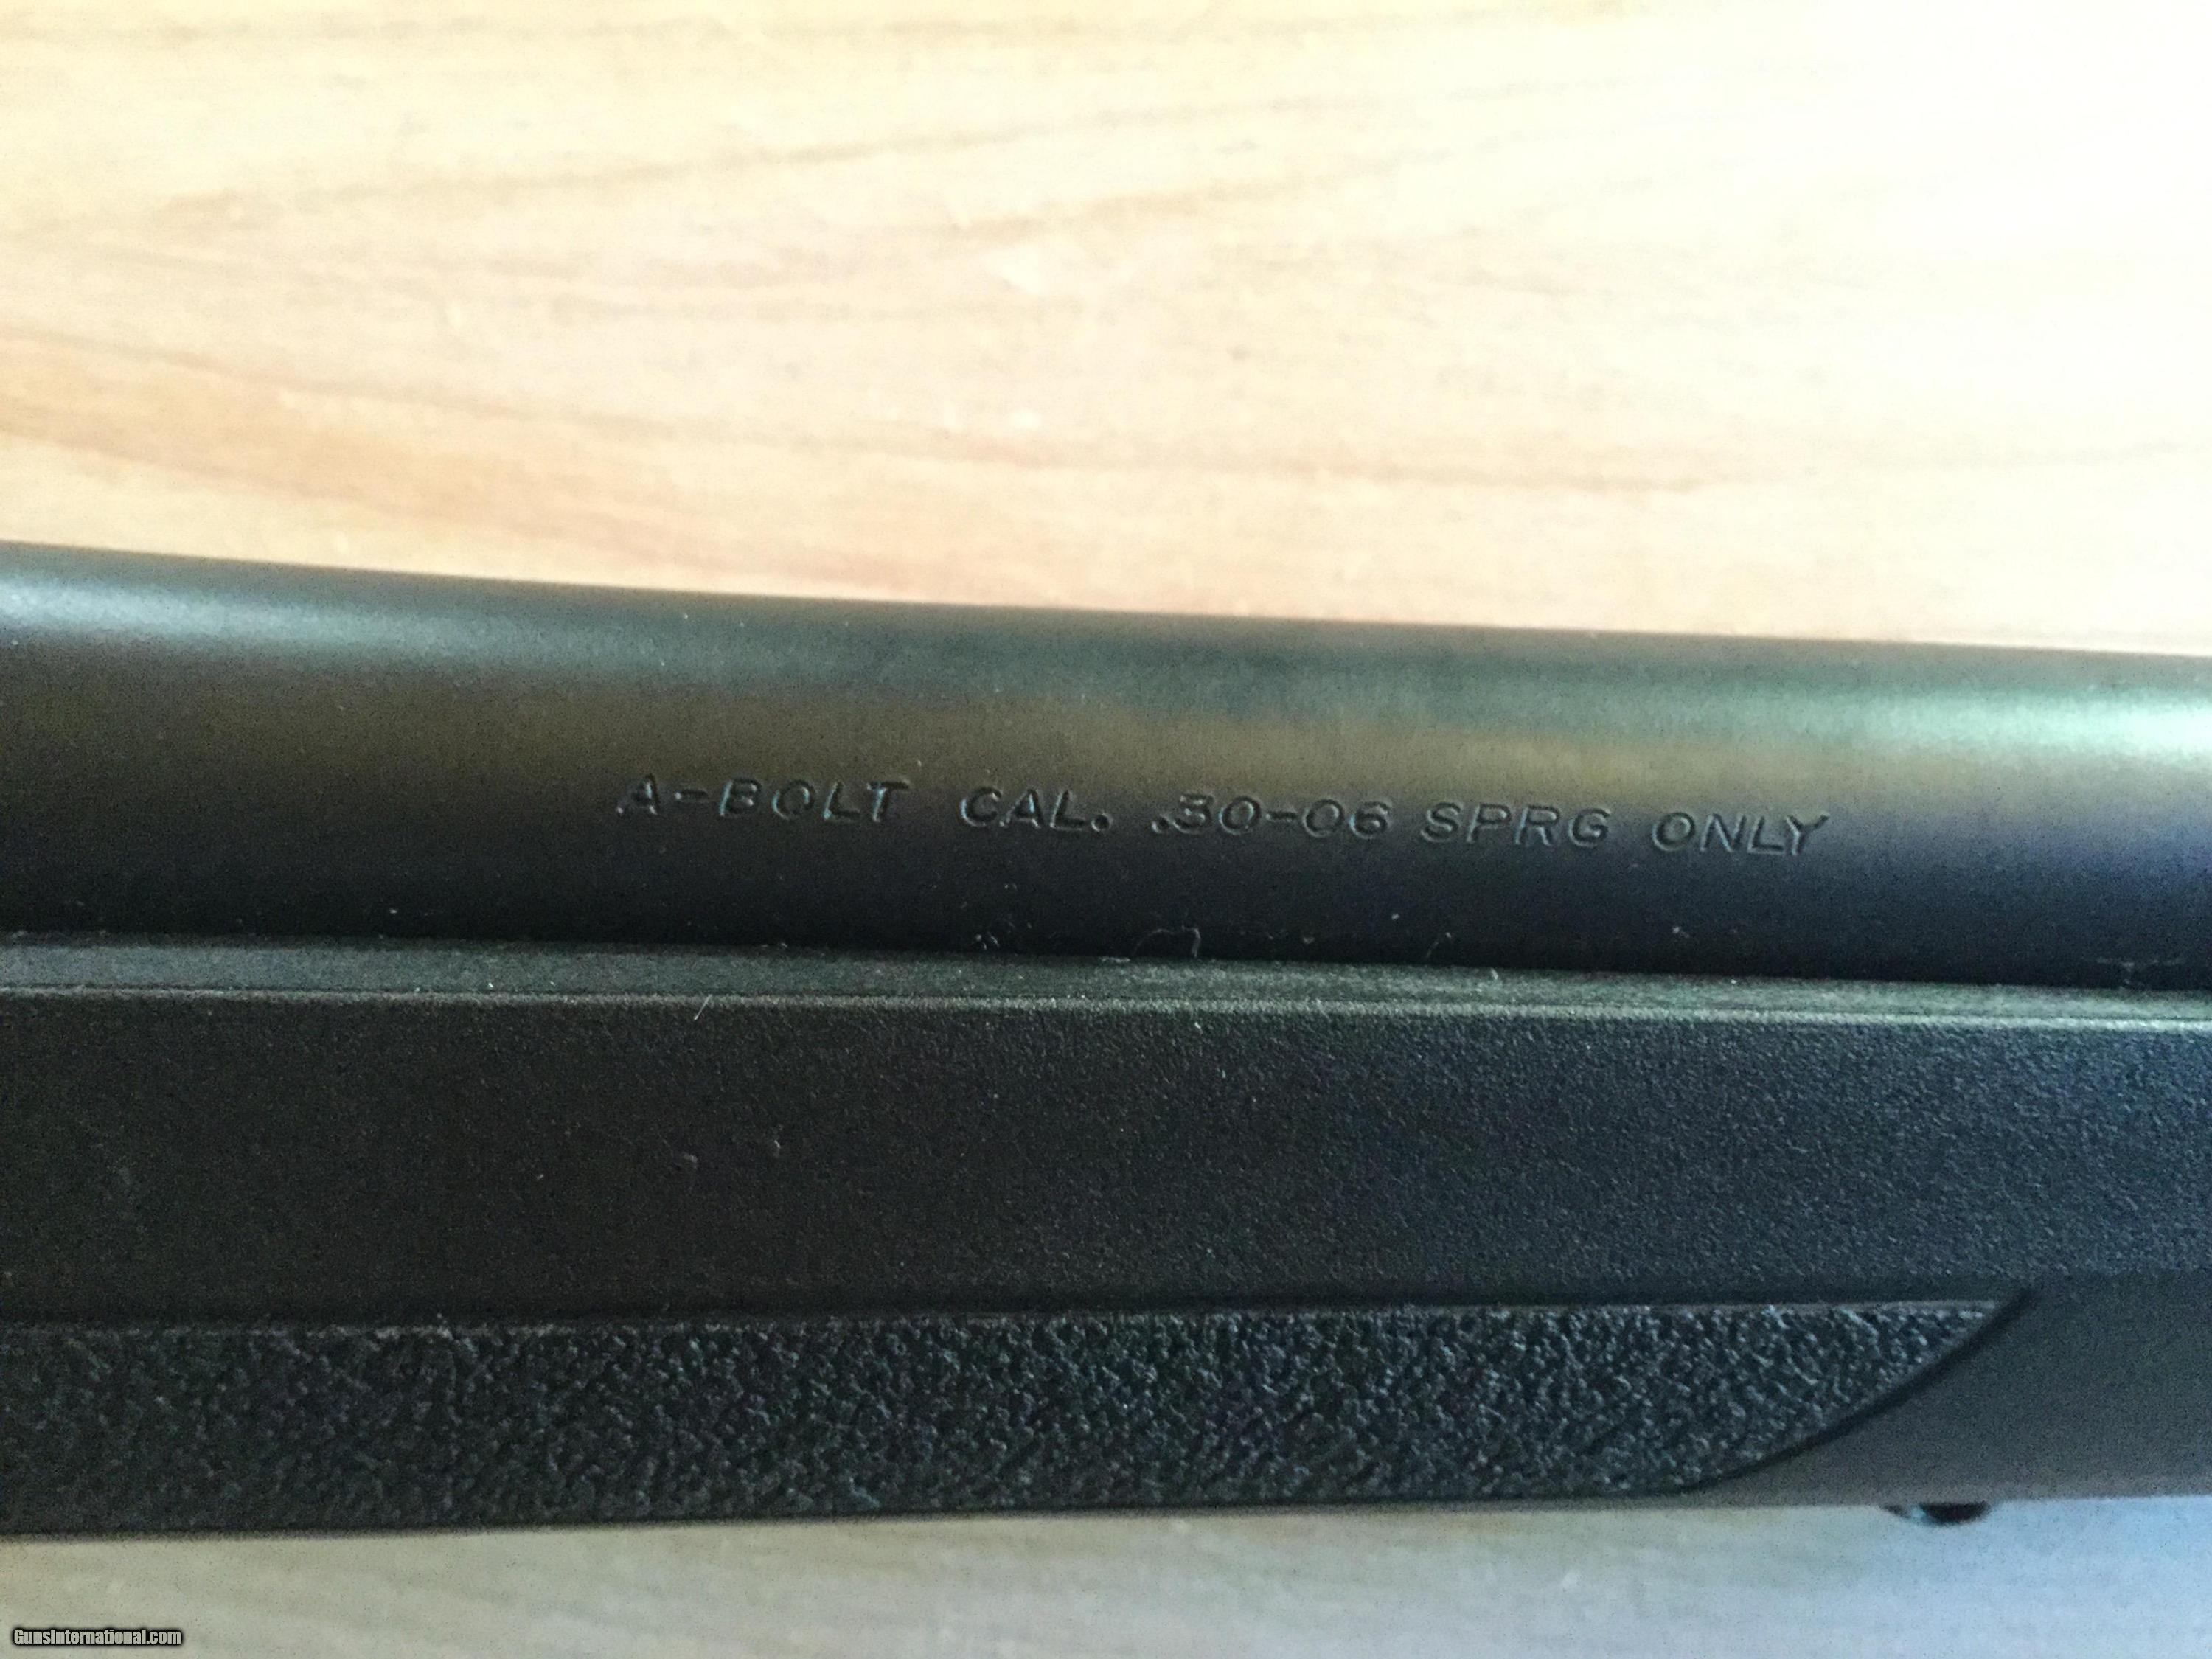 A-BOLT CAL. .30-06 SPRG ONLY
GunsInternational.com